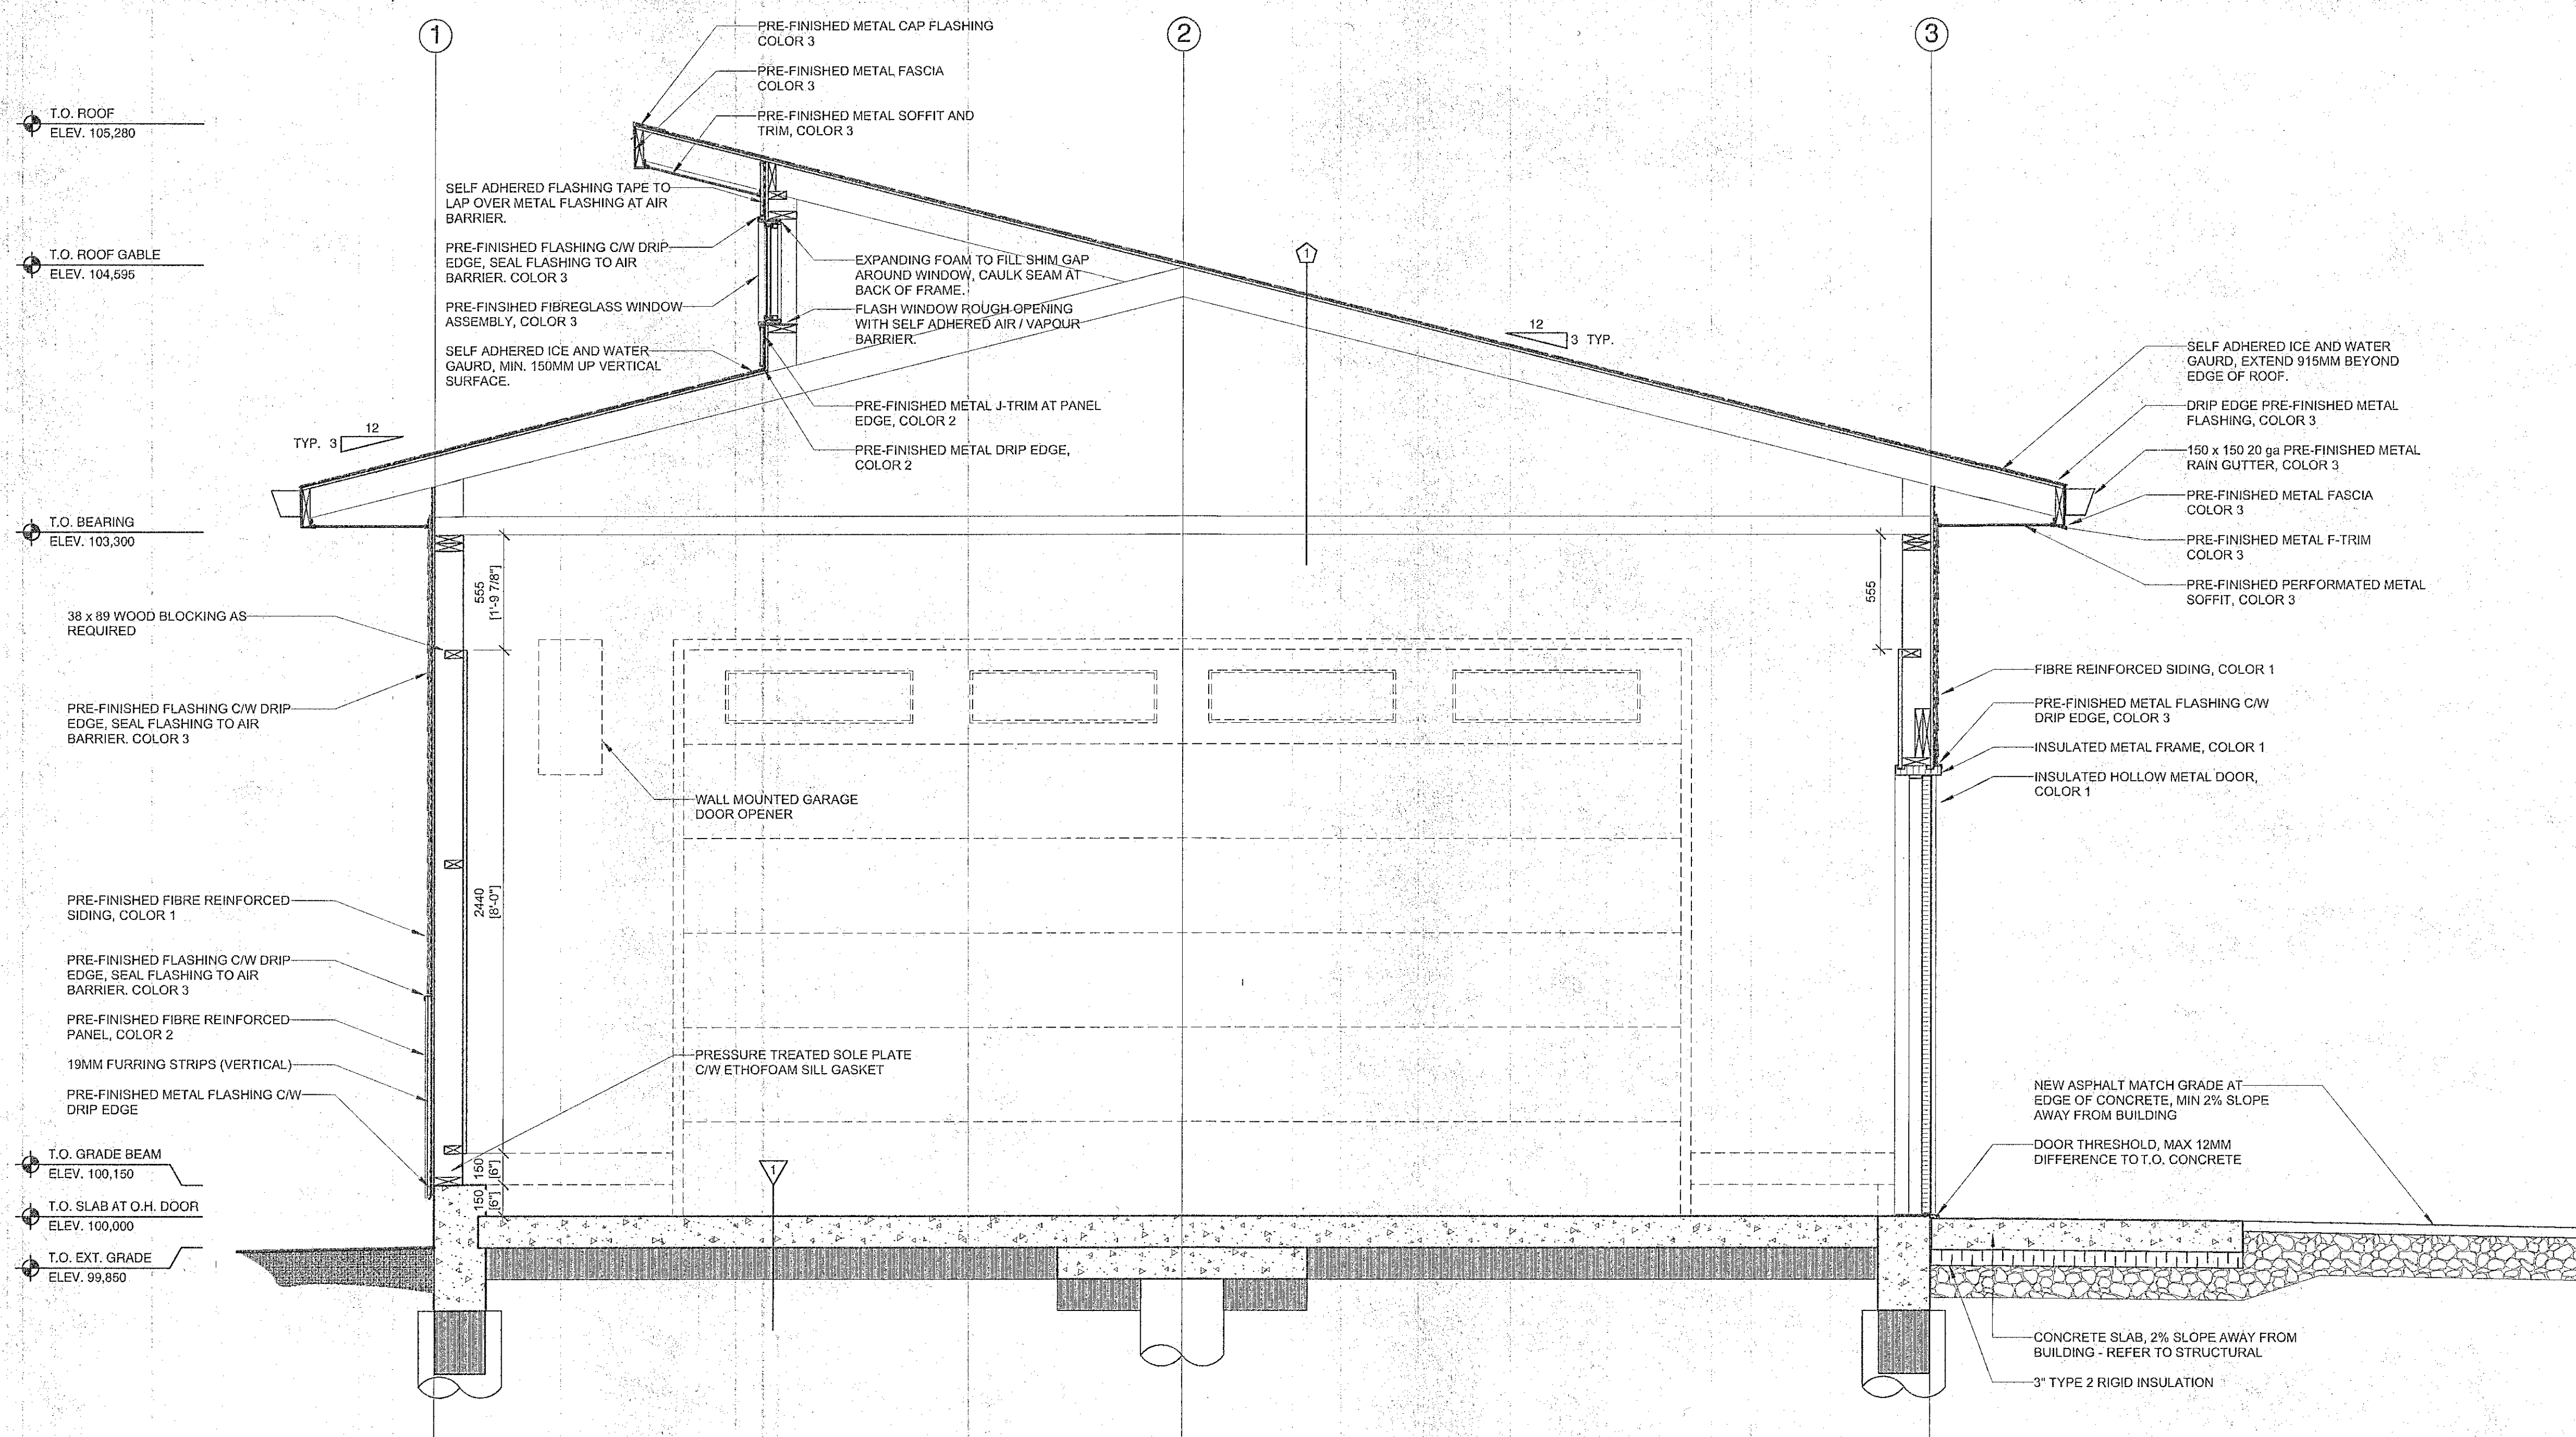 1
2
3
PRE-FINISHED METAL CAP FLASHING
COLOR 3
PRE-FINISHED METAL FASCIA
COLOR 3
PRE-FINISHED METAL SOFFIT AND
TRIM, COLOR 3
T.O. ROOF
ELEV. 105,280
T.O. ROOF GABLE
ELEV. 104,595
T.O. BEARING
ELEV. 103,300
SELF ADHERED FLASHING TAPE TO
LAP OVER METAL FLASHING AT AIR
BARRIER.
PRE-FINISHED FLASHING C/W DRIP
EDGE, SEAL FLASHING TO AIR
BARRIER. COLOR 3
PRE-FINSIHED FIBREGLASS WINDOW
ASSEMBLY, COLOR 3
SELF ADHERED ICE AND WATER
GAURD, MIN. 150MM UP VERTICAL
SURFACE.
EXPANDING FOAM TO FILL SHIM GAP
AROUND WINDOW, CAULK SEAM AT
BACK OF FRAME.
FLASH WINDOW ROUGH OPENING
WITH SELF ADHERED AIR / VAPOUR
BARRIER.
PRE-FINISHED METAL J-TRIM AT PANEL
EDGE, COLOR 2
PRE-FINISHED METAL DRIP EDGE,
COLOR 2
1
12
3 TYP.
12
TYP. 3
SELF ADHERED ICE AND WATER
GAURD, EXTEND 915MM BEYOND
EDGE OF ROOF.
DRIP EDGE PRE-FINISHED METAL
FLASHING, COLOR 3
150 x 150 20 ga PRE-FINISHED METAL
RAIN GUTTER, COLOR 3
PRE-FINISHED METAL FASCIA
COLOR 3
PRE-FINISHED METAL F-TRIM
COLOR 3
PRE-FINISHED PERFORMATED METAL
SOFFIT, COLOR 3
555
[1'-9 7/8"]
555
38 x 89 WOOD BLOCKING AS
REQUIRED
PRE-FINISHED FLASHING C/W DRIP
EDGE, SEAL FLASHING TO AIR
BARRIER. COLOR 3
WALL MOUNTED GARAGE
DOOR OPENER
FIBRE REINFORCED SIDING, COLOR 1
PRE-FINISHED METAL FLASHING C/W
DRIP EDGE, COLOR 3
INSULATED METAL FRAME, COLOR 1
INSULATED HOLLOW METAL DOOR,
COLOR 1
2440
[8'-0"]
PRE-FINISHED FIBRE REINFORCED
SIDING, COLOR 1
PRE-FINISHED FLASHING C/W DRIP
EDGE, SEAL FLASHING TO AIR
BARRIER. COLOR 3
PRE-FINISHED FIBRE REINFORCED
PANEL, COLOR 2
19MM FURRING STRIPS (VERTICAL)
PRE-FINISHED METAL FLASHING C/W
DRIP EDGE
PRESSURE TREATED SOLE PLATE
C/W ETHOFOAM SILL GASKET
NEW ASPHALT MATCH GRADE AT
EDGE OF CONCRETE, MIN 2% SLOPE
AWAY FROM BUILDING
DOOR THRESHOLD, MAX 12MM
DIFFERENCE TO T.O. CONCRETE
T.O. GRADE BEAM
ELEV. 100,150
T.O. SLAB AT O.H. DOOR
ELEV. 100,000
T.O. EXT. GRADE
ELEV. 99,850
150
[6"]
150
[6"]
1
CONCRETE SLAB, 2% SLOPE AWAY FROM
BUILDING - REFER TO STRUCTURAL
3" TYPE 2 RIGID INSULATION